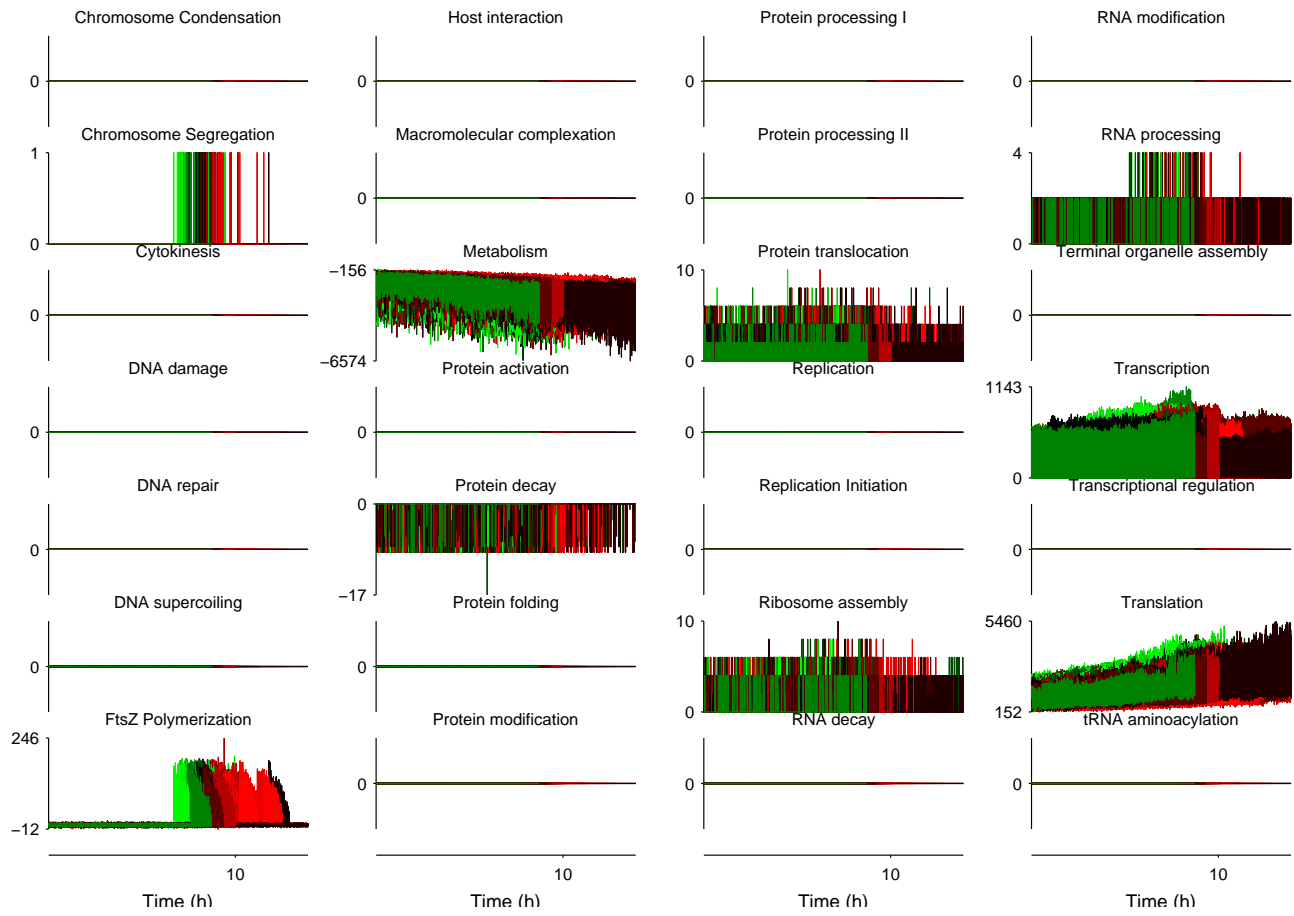 Chromosome Condensation
Host interaction
Protein processing I
RNA modification
0
0
0
0
Chromosome Segregation
Macromolecular complexation
Protein processing II
RNA processing
1
0
0
0
4
0
Cytokinesis
Metabolism
Protein translocation
Terminal organelle assembly
0
−156
−6574
10
0
0
DNA damage
Protein activation
Replication
Transcription
0
0
0
1143
0
DNA repair
Protein decay
Replication Initiation
Transcriptional regulation
0
0
−17
0
0
DNA supercoiling
Protein folding
Ribosome assembly
Translation
0
0
10
0
5460
152
FtsZ Polymerization
Protein modification
RNA decay
tRNA aminoacylation
246
−12
0
0
0
10
10
10
10
Time (h)
Time (h)
Time (h)
Time (h)